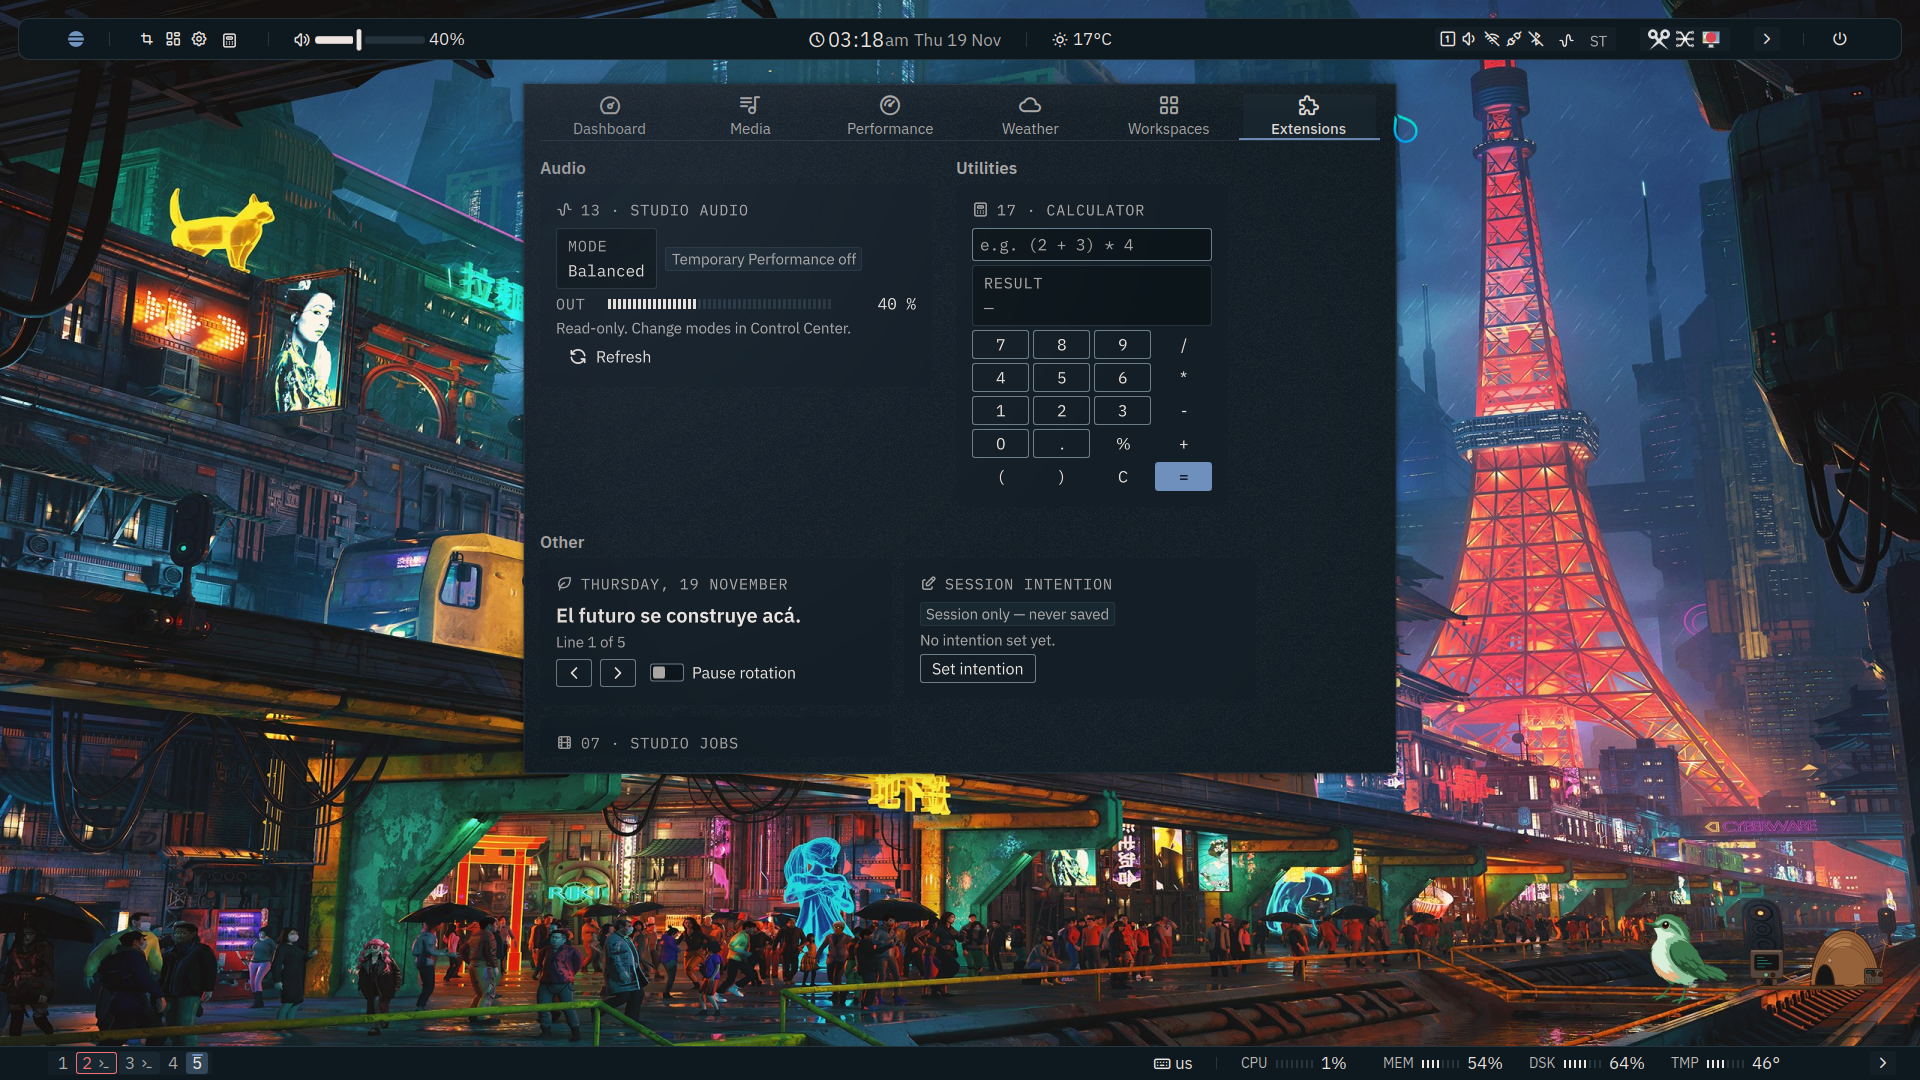 40%
03:18am Thu 19 Nov
17°C
1
ST
Dashboard
Media
Performance
Weather
Workspaces
Extensions
Audio
13 · STUDIO AUDIO
MODE
Balanced
Temporary Performance off
OUT
40 %
Read-only. Change modes in Control Center.
Refresh
Utilities
17 · CALCULATOR
e.g. (2 + 3) * 4
RESULT
—
7 8 9 /
4 5 6 *
1 2 3 -
0 . % +
( ) C =
Other
THURSDAY, 19 NOVEMBER
El futuro se construye acá.
Line 1 of 5
Pause rotation
SESSION INTENTION
Session only — never saved
No intention set yet.
Set intention
07 · STUDIO JOBS
CYBERWARE
1 2 3 4 5
us
CPU 1%
MEM 54%
DSK 64%
TMP 46°